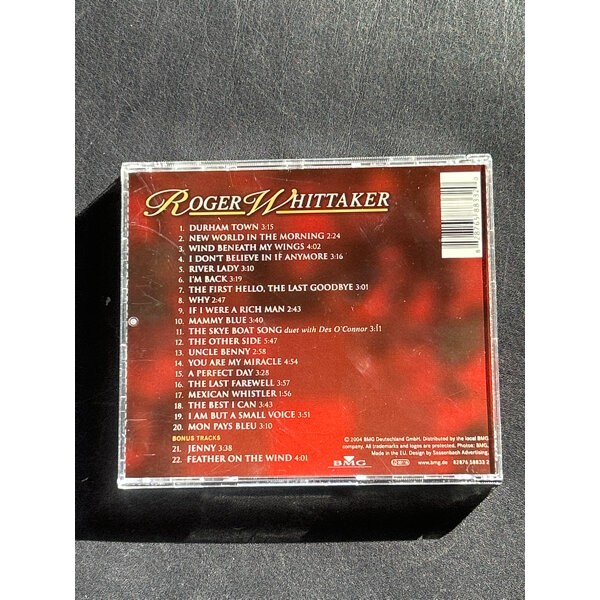 ROGER WHITTAKER
1. DURHAM TOWN 3:15
2. NEW WORLD IN THE MORNING 2:24
3. WIND BENEATH MY WINGS 4:02
4. I DON'T BELIEVE IN IF ANYMORE 3:16
5. RIVER LADY 3:10
6. I'M BACK 3:19
7. THE FIRST HELLO, THE LAST GOODBYE 3:01
8. WHY 2:47
9. IF I WERE A RICH MAN 2:43
10. MAMMY BLUE 3:40
11. THE SKYE BOAT SONG duet with Des O'Connor 3:11
12. THE OTHER SIDE 5:47
13. UNCLE BENNY 2:58
14. YOU ARE MY MIRACLE 4:54
15. A PERFECT DAY 3:28
16. THE LAST FAREWELL 3:57
17. MEXICAN WHISTLER 1:56
18. THE BEST I CAN 3:43
19. I AM BUT A SMALL VOICE 3:51
20. MON PAYS BLEU 3:10
BONUS TRACKS
21. JENNY 3:38
22. FEATHER ON THE WIND 4:01
© 2004 BMG Deutschland GmbH. Distributed by the local BMG
company. All trademarks and logos are protected. Photos: BMG.
Made in the EU. Design by Sassenbach Advertising.
BMG
www.bmg.de 82876 58833 2